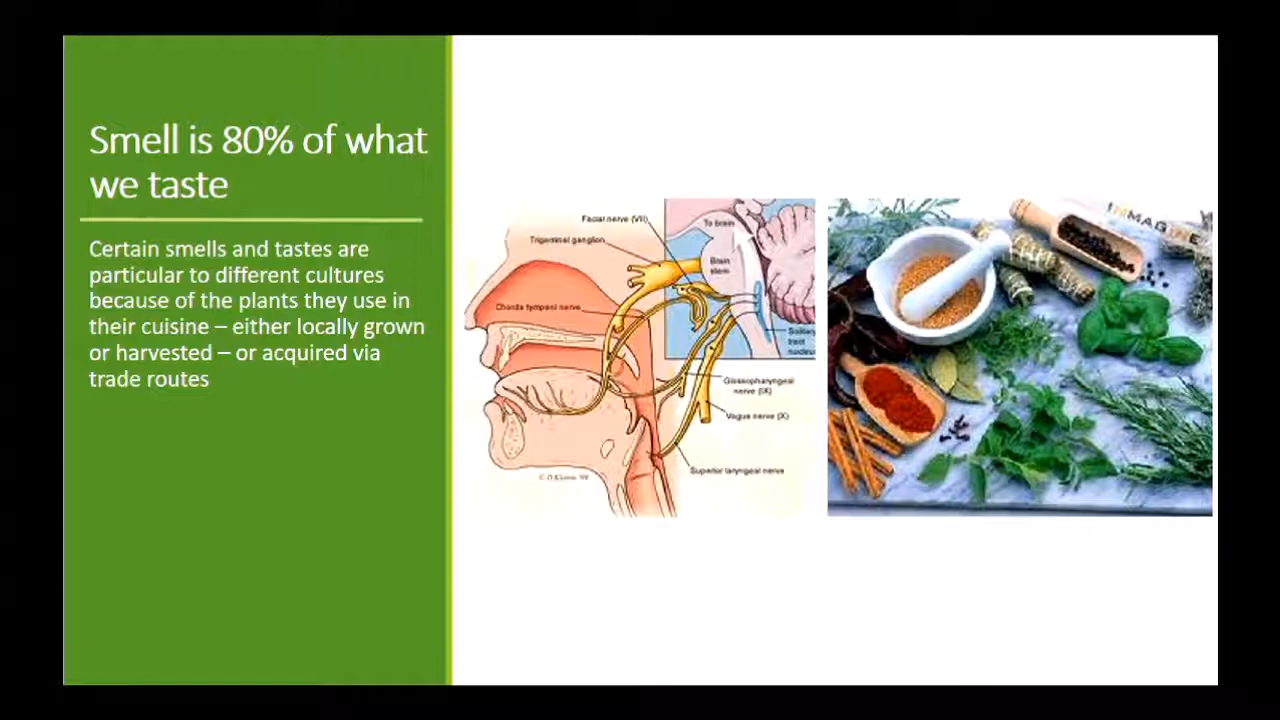 Smell is 80% of what
we taste
Certain smells and tastes are
particular to different cultures
because of the plants they use in
their cuisine – either locally grown
or harvested – or acquired via
trade routes
Facial nerve (VII)
To brain
Trigeminal ganglion
Brain
stem
Chorda tympani nerve
Solitary
tract
nucleus
Glossopharyngeal
nerve (IX)
Vagus nerve (X)
Superior laryngeal nerve